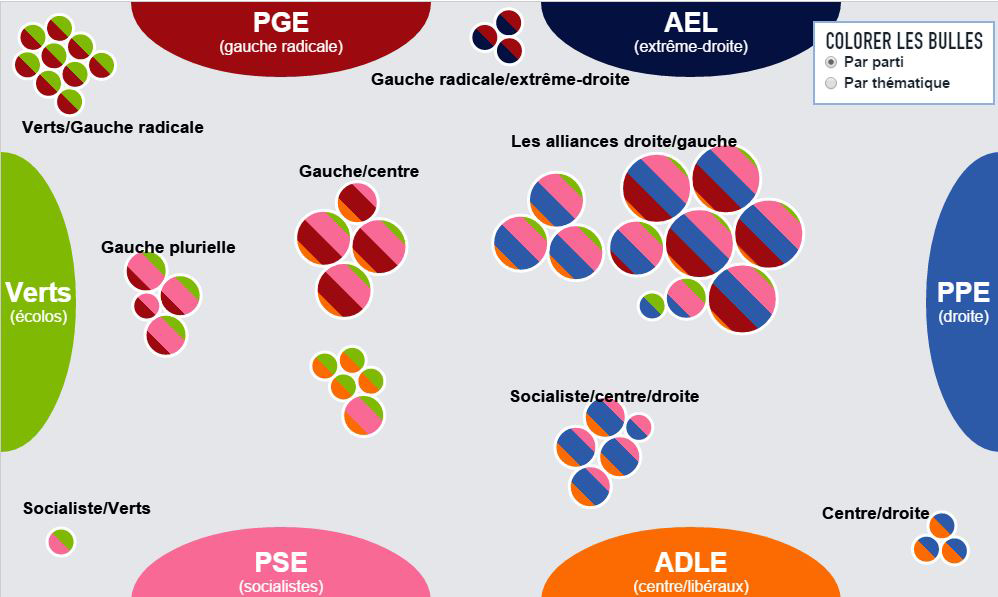 PGE
(gauche radicale)
AEL
(extrême-droite)
COLORER LES BULLES
Par parti
Par thématique
Gauche radicale/extrême-droite
Verts/Gauche radicale
Les alliances droite/gauche
Gauche/centre
Gauche plurielle
Verts
(écolos)
PPE
(droite)
Socialiste/centre/droite
Socialiste/Verts
Centre/droite
PSE
(socialistes)
ADLE
(centre/libéraux)